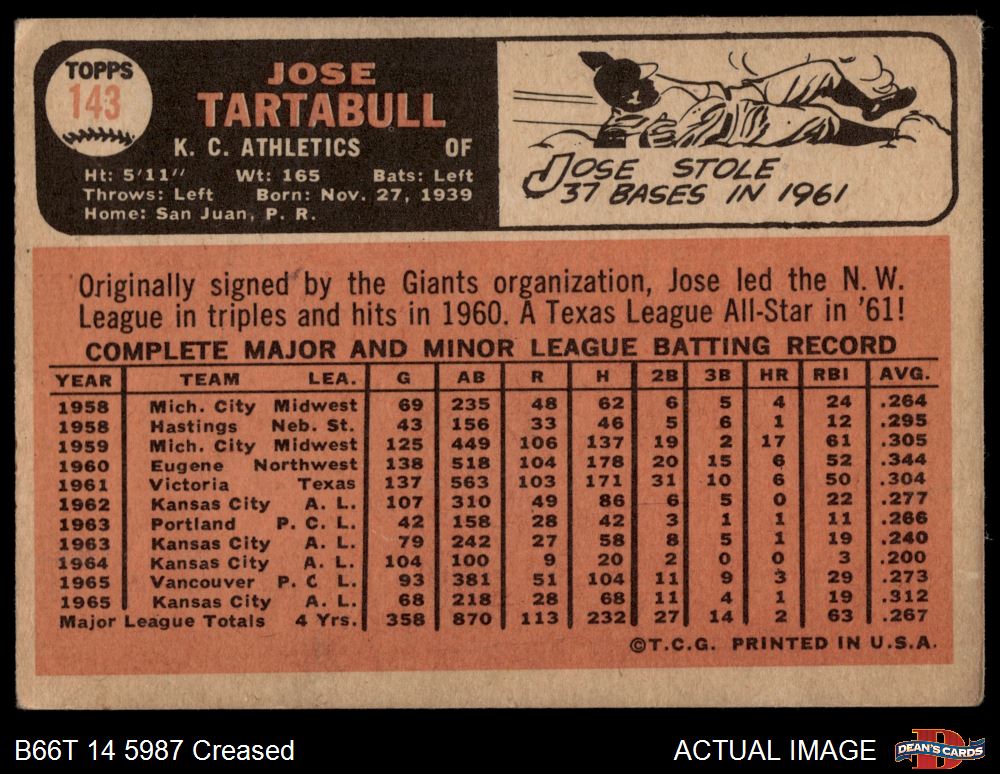 TOPPS
143
JOSE
TARTABULL
K. C. ATHLETICS OF
Ht: 5'11" Wt: 165 Bats: Left
Throws: Left Born: Nov. 27, 1939
Home: San Juan, P. R.
JOSE STOLE
37 BASES IN 1961
Originally signed by the Giants organization, Jose led the N. W.
League in triples and hits in 1960. A Texas League All-Star in '61!
COMPLETE MAJOR AND MINOR LEAGUE BATTING RECORD
YEAR TEAM LEA. G AB R H 2B 3B HR RBI AVG.
1958 Mich. City Midwest 69 235 48 62 6 5 4 24 .264
1958 Hastings Neb. St. 43 156 33 46 5 6 1 12 .295
1959 Mich. City Midwest 125 449 106 137 19 2 17 61 .305
1960 Eugene Northwest 138 518 104 178 20 15 6 52 .344
1961 Victoria Texas 137 563 103 171 31 10 6 50 .304
1962 Kansas City A. L. 107 310 49 86 6 5 0 22 .277
1963 Portland P. C. L. 42 158 28 42 3 1 1 11 .266
1963 Kansas City A. L. 79 242 27 58 8 5 1 19 .240
1964 Kansas City A. L. 104 100 9 20 2 0 0 3 .200
1965 Vancouver P. C L. 93 381 51 104 11 9 3 29 .273
1965 Kansas City A. L. 68 218 28 68 11 4 1 19 .312
Major League Totals 4 Yrs. 358 870 113 232 27 14 2 63 .267
©T.C.G. PRINTED IN U.S.A.
B66T 14 5987 Creased
ACTUAL IMAGE
DEAN'S CARDS